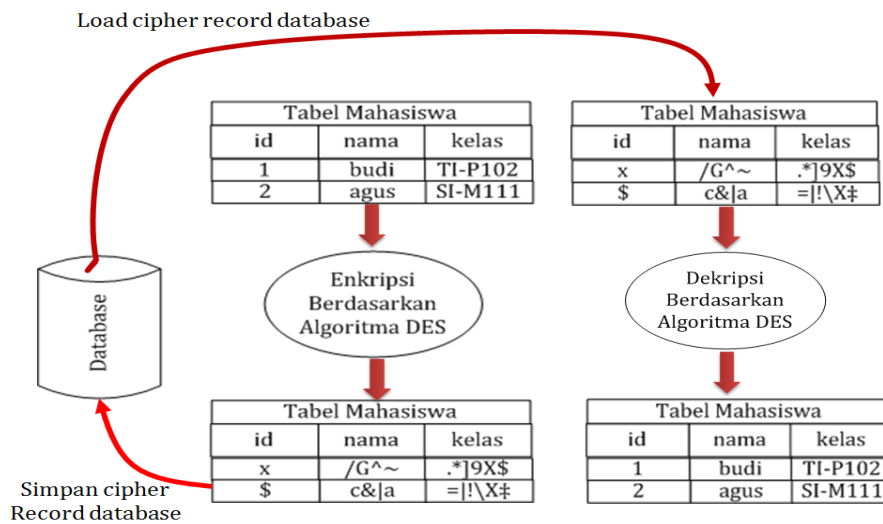 Load cipher record database
Tabel Mahasiswa
id nama kelas
1 budi TI-P102
2 agus SI-M111
Enkripsi
Berdasarkan
Algoritma DES
Tabel Mahasiswa
id nama kelas
x /G^~ .*]9X$
$ c&|a =|!\X‡
Database
Simpan cipher
Record database
Tabel Mahasiswa
id nama kelas
x /G^~ .*]9X$
$ c&|a =|!\X‡
Dekripsi
Berdasarkan
Algoritma DES
Tabel Mahasiswa
id nama kelas
1 budi TI-P102
2 agus SI-M111